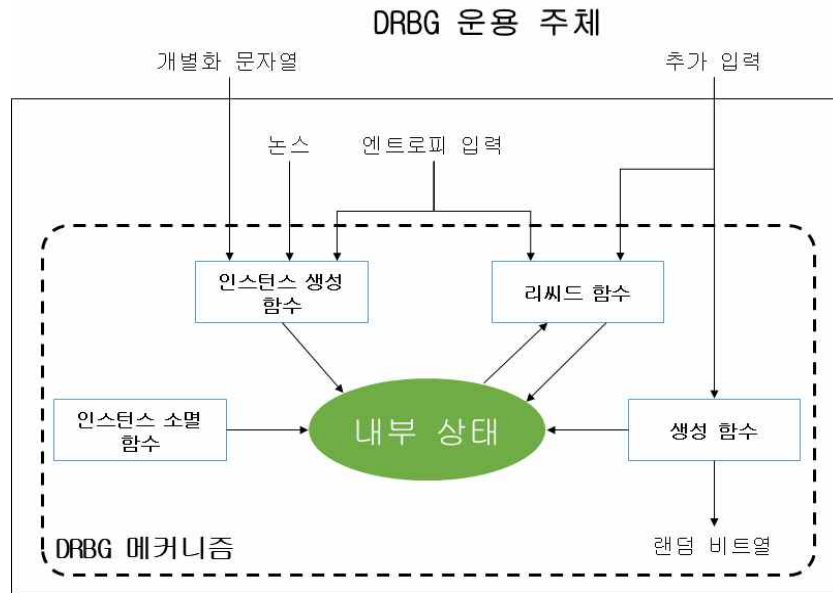 DRBG 운용 주체
개별화 문자열
추가 입력
논스
엔트로피 입력
인스턴스 생성
함수
리씨드 함수
인스턴스 소멸
함수
내부 상태
생성 함수
DRBG 메커니즘
랜덤 비트열